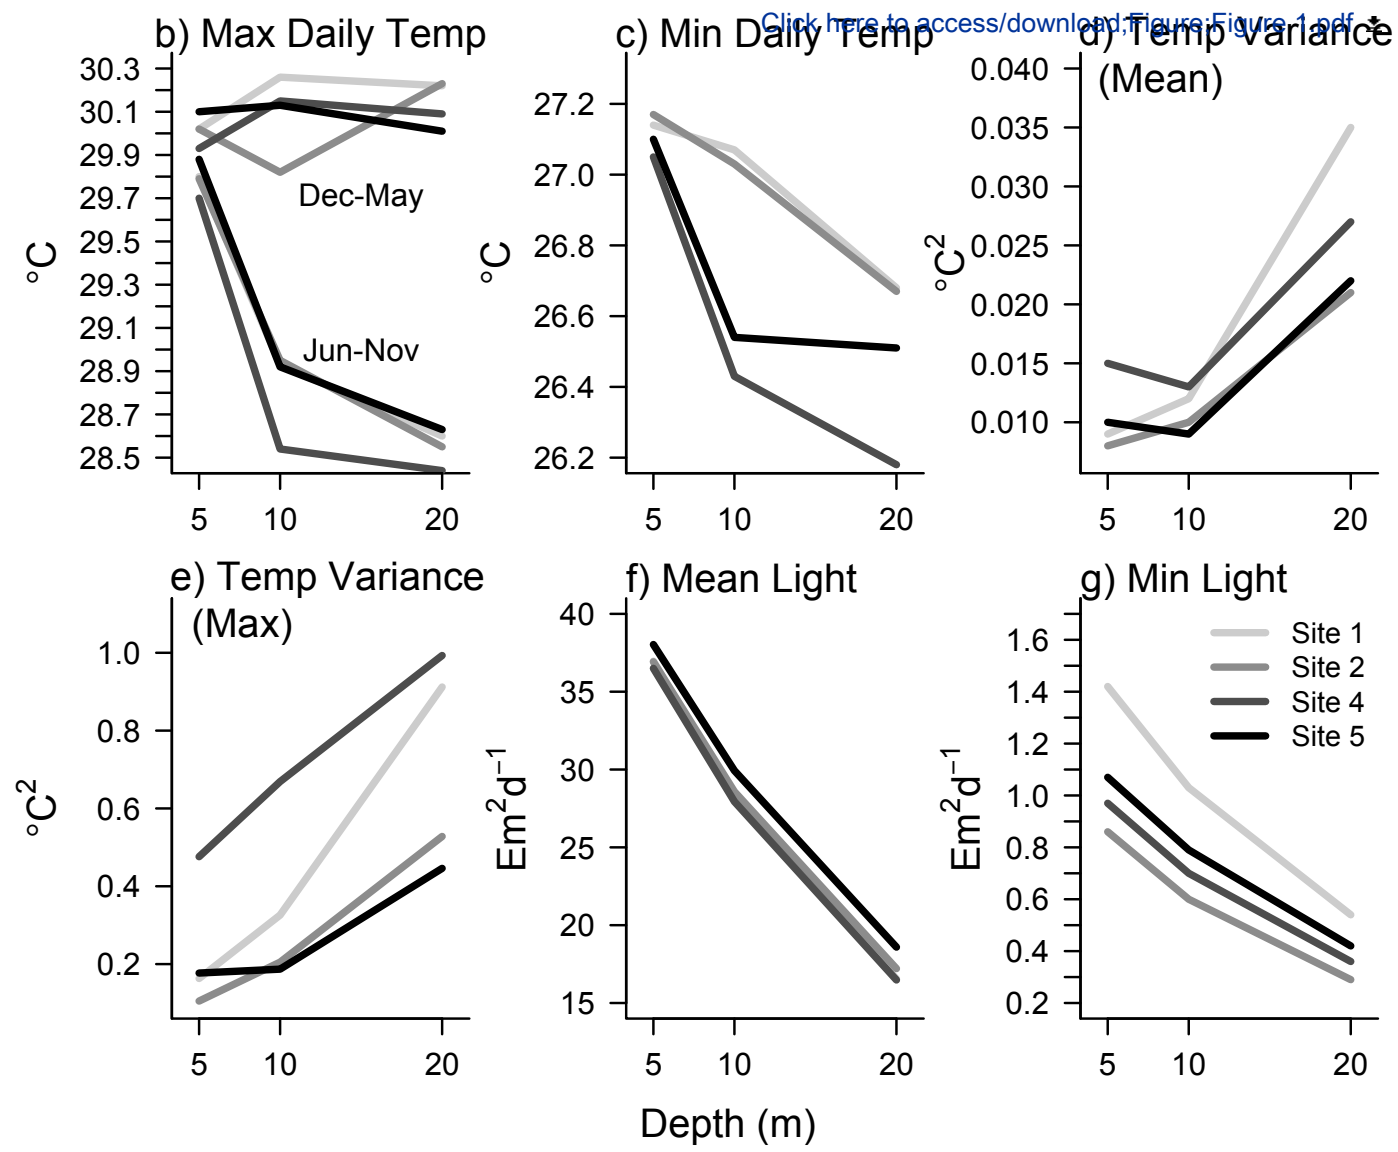 Click here to access/download;Figure;Figure 1.pdf
b) Max Daily Temp
30.3
30.1
29.9
29.7
29.5
29.3
29.1
28.9
28.7
28.5
°C
Dec-May
Jun-Nov
5 10 20
c) Min Daily Temp
27.2
27.0
26.8
26.6
26.4
26.2
°C
5 10 20
d) Temp Variance
(Mean)
0.040
0.035
0.030
0.025
0.020
0.015
0.010
°C²
5 10 20
e) Temp Variance
(Max)
1.0
0.8
0.6
0.4
0.2
°C²
5 10 20
f) Mean Light
40
35
30
25
20
15
Em²d⁻¹
5 10 20
g) Min Light
1.6
1.4
1.2
1.0
0.8
0.6
0.4
0.2
Em²d⁻¹
Site 1
Site 2
Site 4
Site 5
5 10 20
Depth (m)